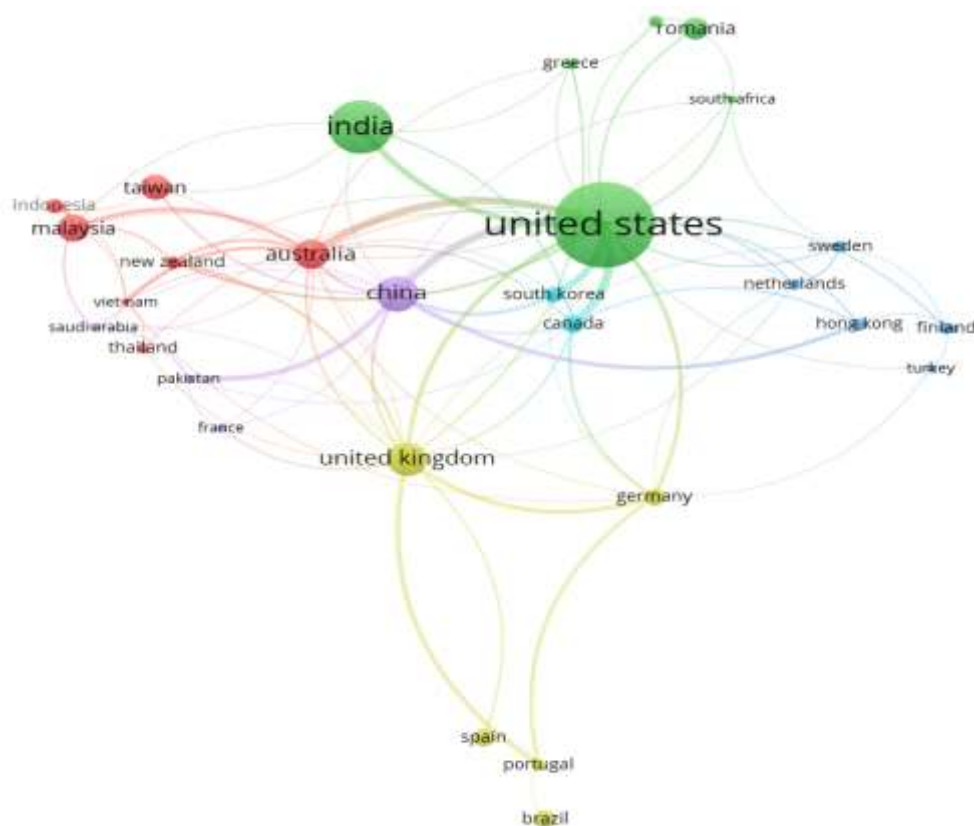 romania
greece
south africa
india
taiwan
indonesia
malaysia
united states
new zealand
australia
sweden
china
south korea
netherlands
viet nam
saudi arabia
canada
hong kong
finland
thailand
turkey
pakistan
france
united kingdom
germany
spain
portugal
brazil